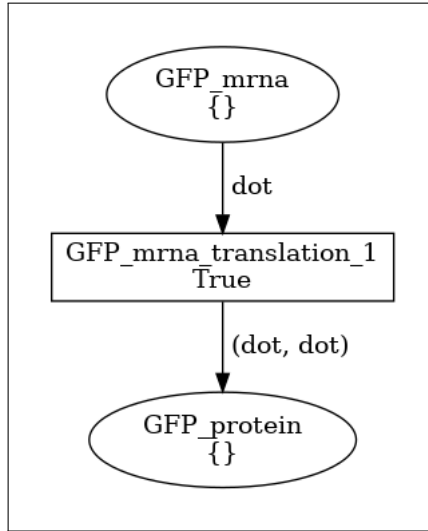 GFP_mrna
{}
dot
GFP_mrna_translation_1
True
(dot, dot)
GFP_protein
{}